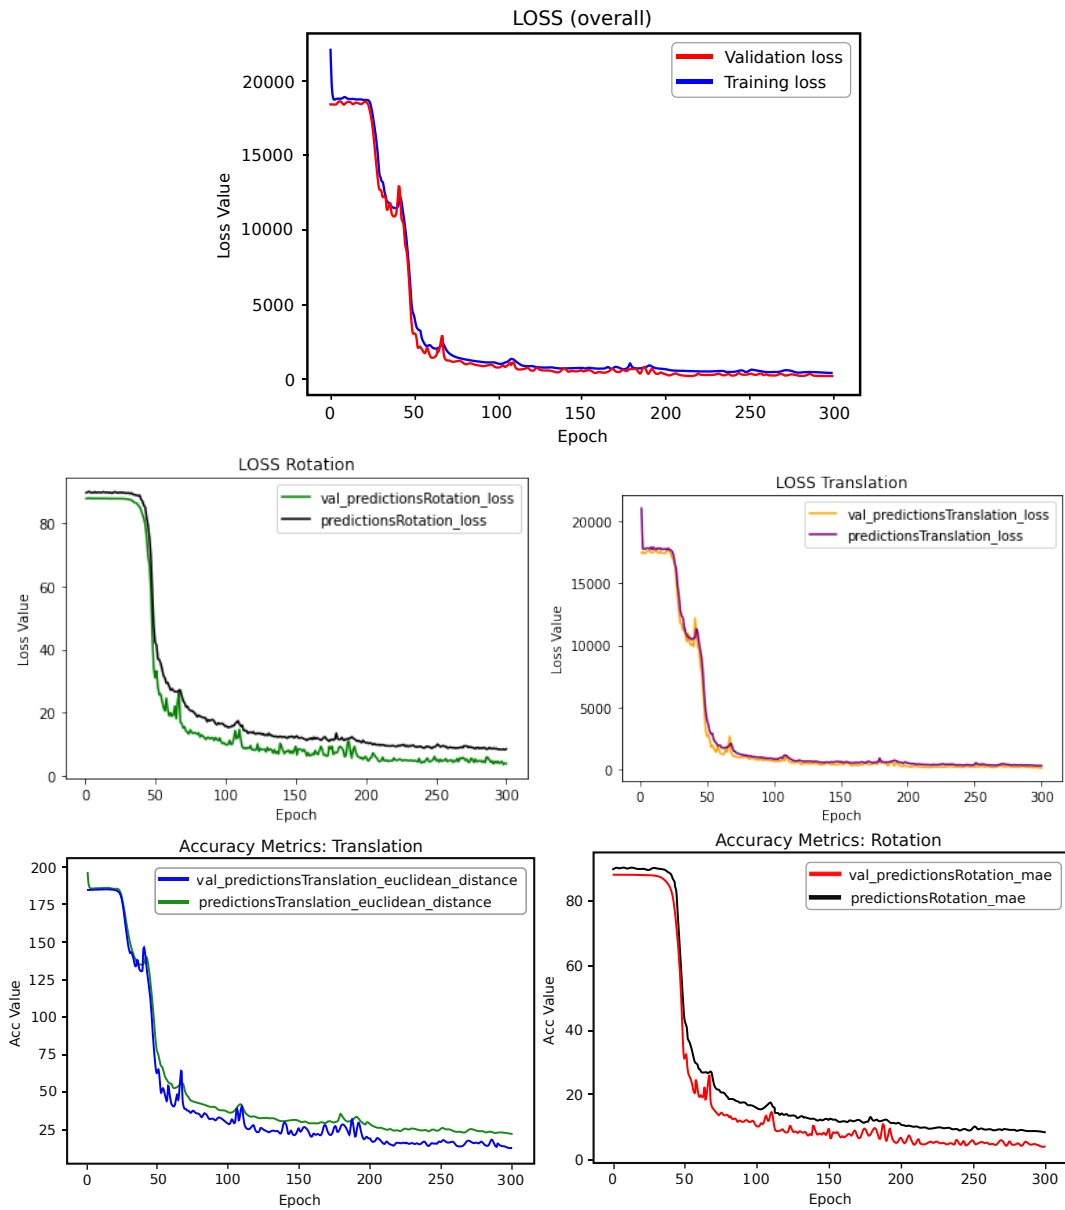 LOSS (overall)
Validation loss
Training loss
20000
15000
10000
5000
0
Loss Value
0 50 100 150 200 250 300
Epoch
LOSS Rotation
val_predictionsRotation_loss
predictionsRotation_loss
80
60
40
20
0
Loss Value
0 50 100 150 200 250 300
Epoch
LOSS Translation
val_predictionsTranslation_loss
predictionsTranslation_loss
20000
15000
10000
5000
0
Loss Value
0 50 100 150 200 250 300
Epoch
Accuracy Metrics: Translation
val_predictionsTranslation_euclidean_distance
predictionsTranslation_euclidean_distance
200
175
150
125
100
75
50
25
Acc Value
0 50 100 150 200 250 300
Epoch
Accuracy Metrics: Rotation
val_predictionsRotation_mae
predictionsRotation_mae
80
60
40
20
0
Acc Value
0 50 100 150 200 250 300
Epoch